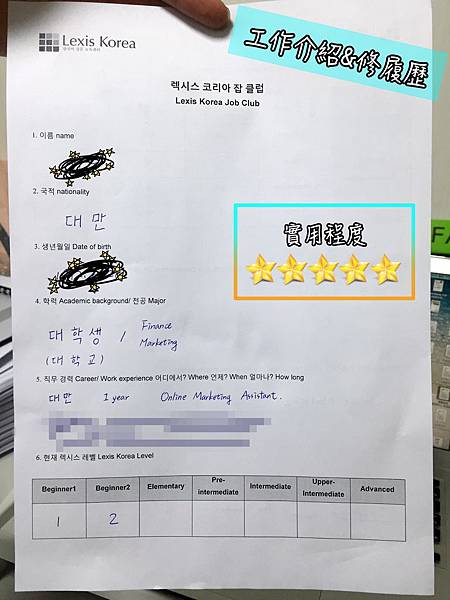 Lexis Korea
工作介紹&修履歷
렉시스 코리아 잡 클럽
Lexis Korea Job Club
1. 이름 name
2. 국적 nationality
대만
實用程度
3. 생년월일 Date of birth
4. 학력 Academic background/ 전공 Major
대학생 / Finance
Marketing
(대학교)
5. 직무 경력 Career/ Work experience 어디에서? Where 언제? When 얼마나? How long
대만 1 year Online Marketing Assistant.
6. 현재 렉시스 레벨 Lexis Korea Level
Beginner1 Beginner2 Elementary Pre-intermediate Intermediate Upper-Intermediate Advanced
1 2